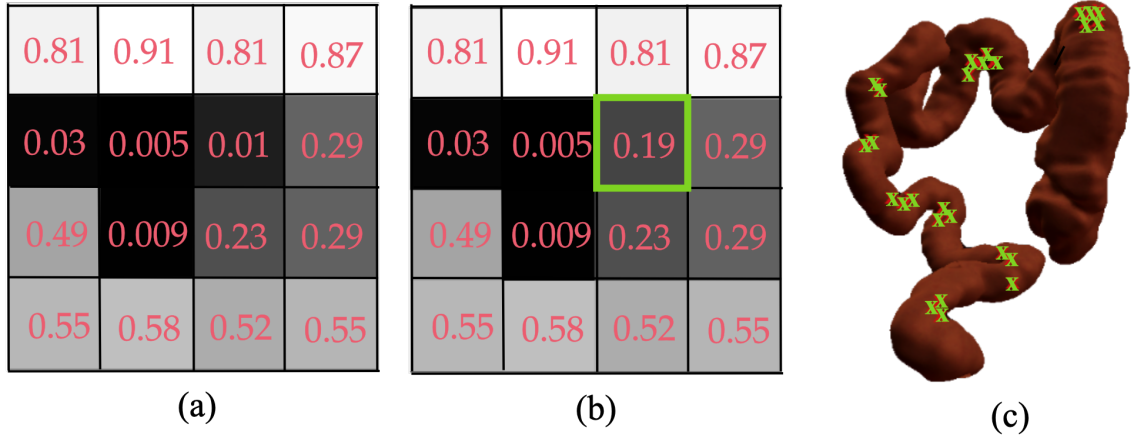 0.81 0.91 0.81 0.87
0.03 0.005 0.01 0.29
0.49 0.009 0.23 0.29
0.55 0.58 0.52 0.55
(a)
0.81 0.91 0.81 0.87
0.03 0.005 0.19 0.29
0.49 0.009 0.23 0.29
0.55 0.58 0.52 0.55
(b)
x x x x x
x x x x x x
x x
x x
x x x
x x x
x x x
x x x
(c)